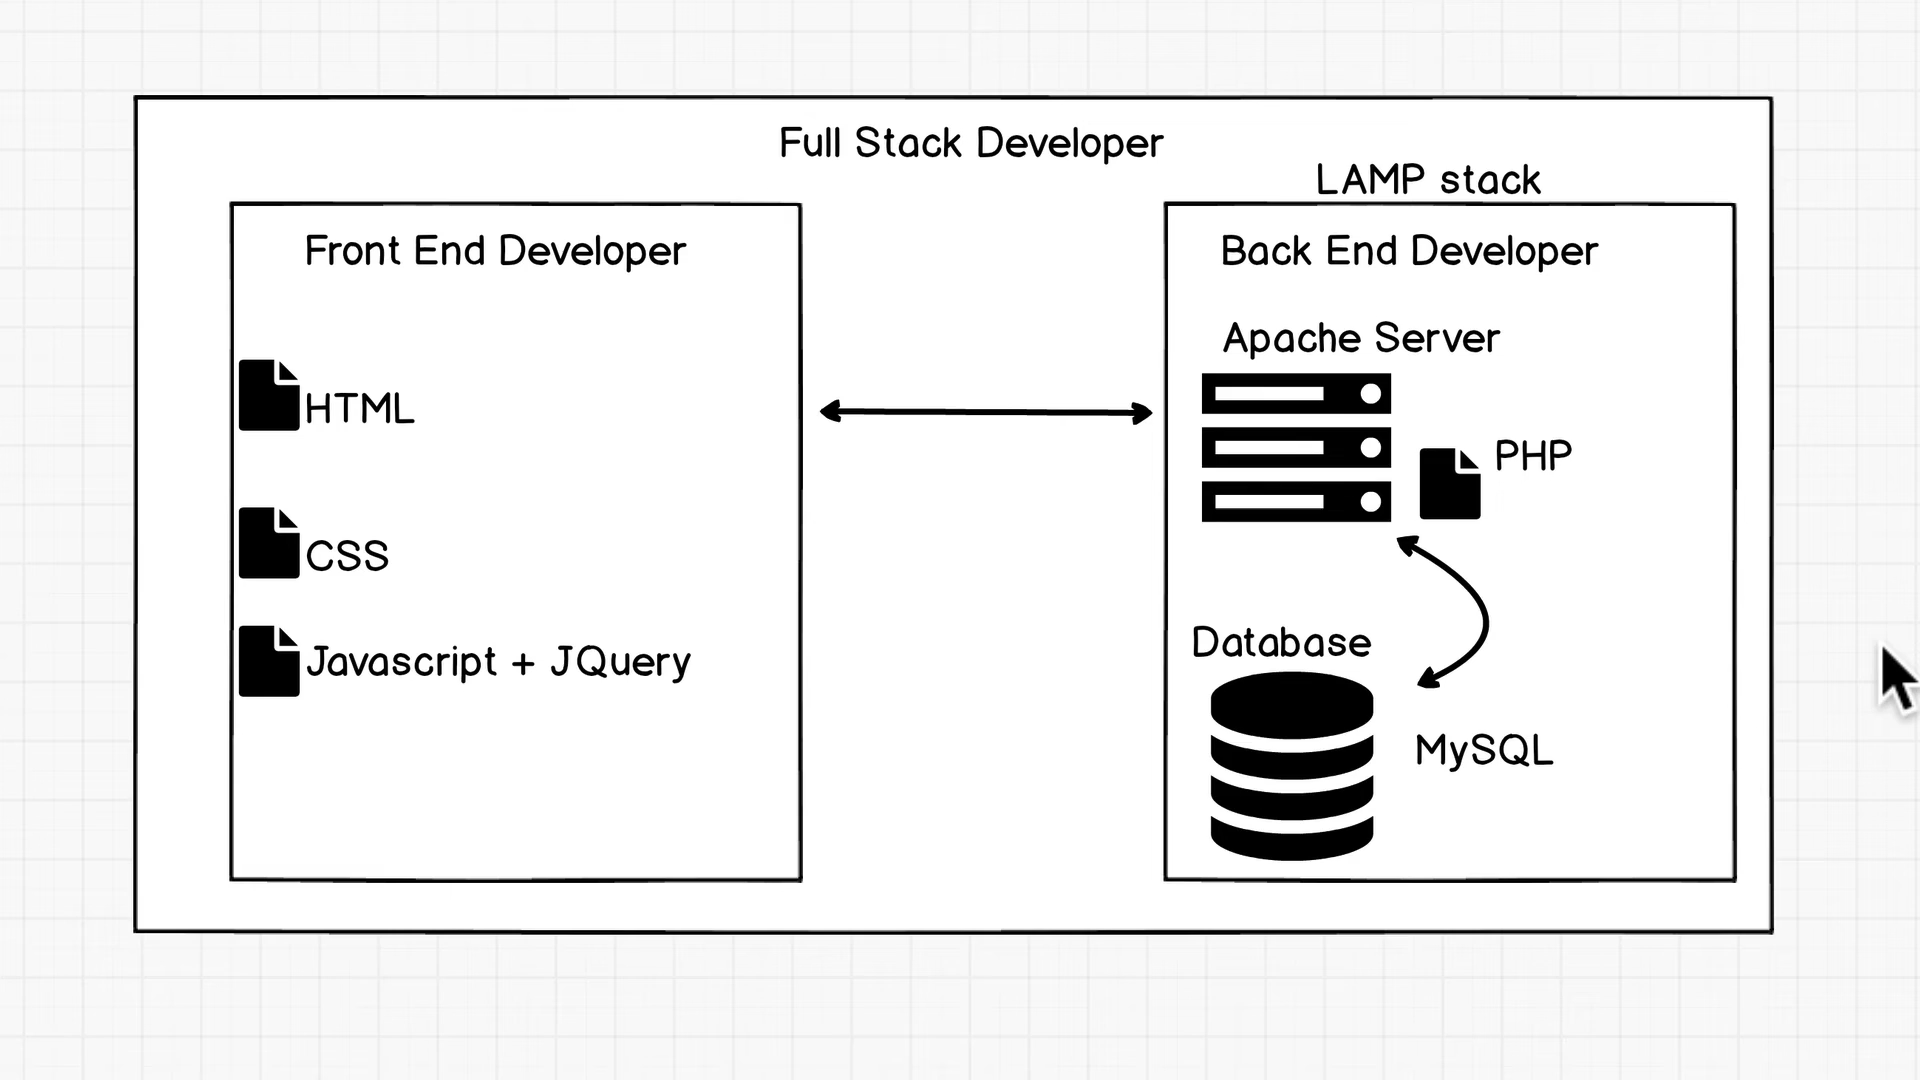 Full Stack Developer
LAMP stack
Front End Developer
HTML
CSS
Javascript + JQuery
Back End Developer
Apache Server
PHP
Database
MySQL